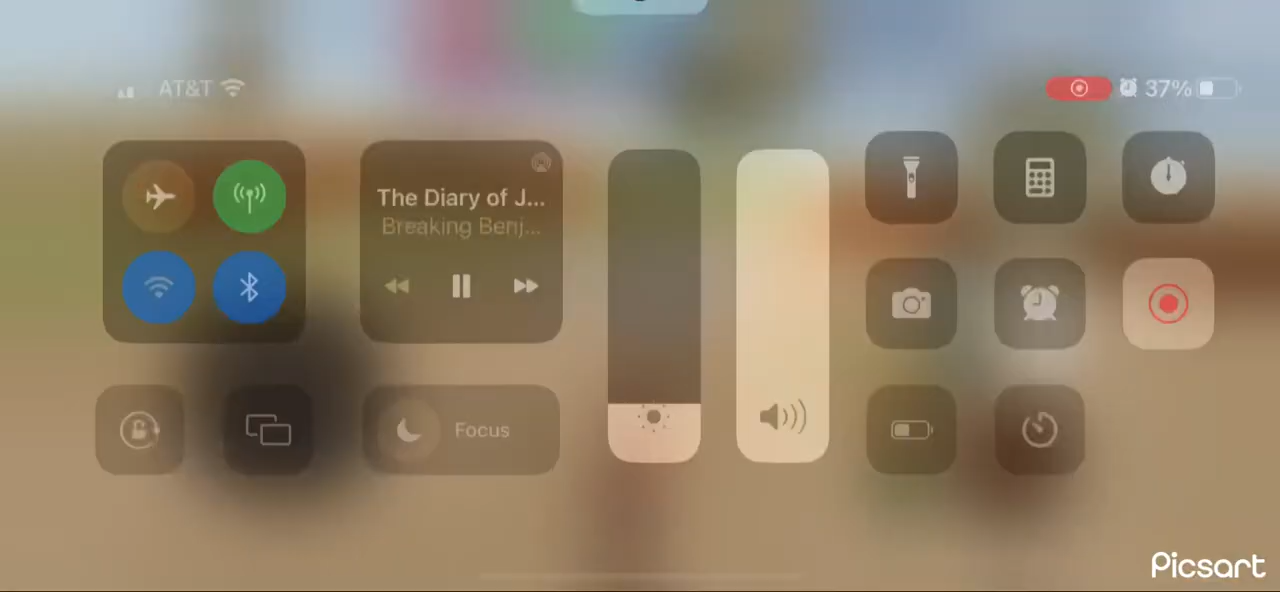 AT&T
37%
The Diary of J...
Breaking Benj...
Focus
Picsart